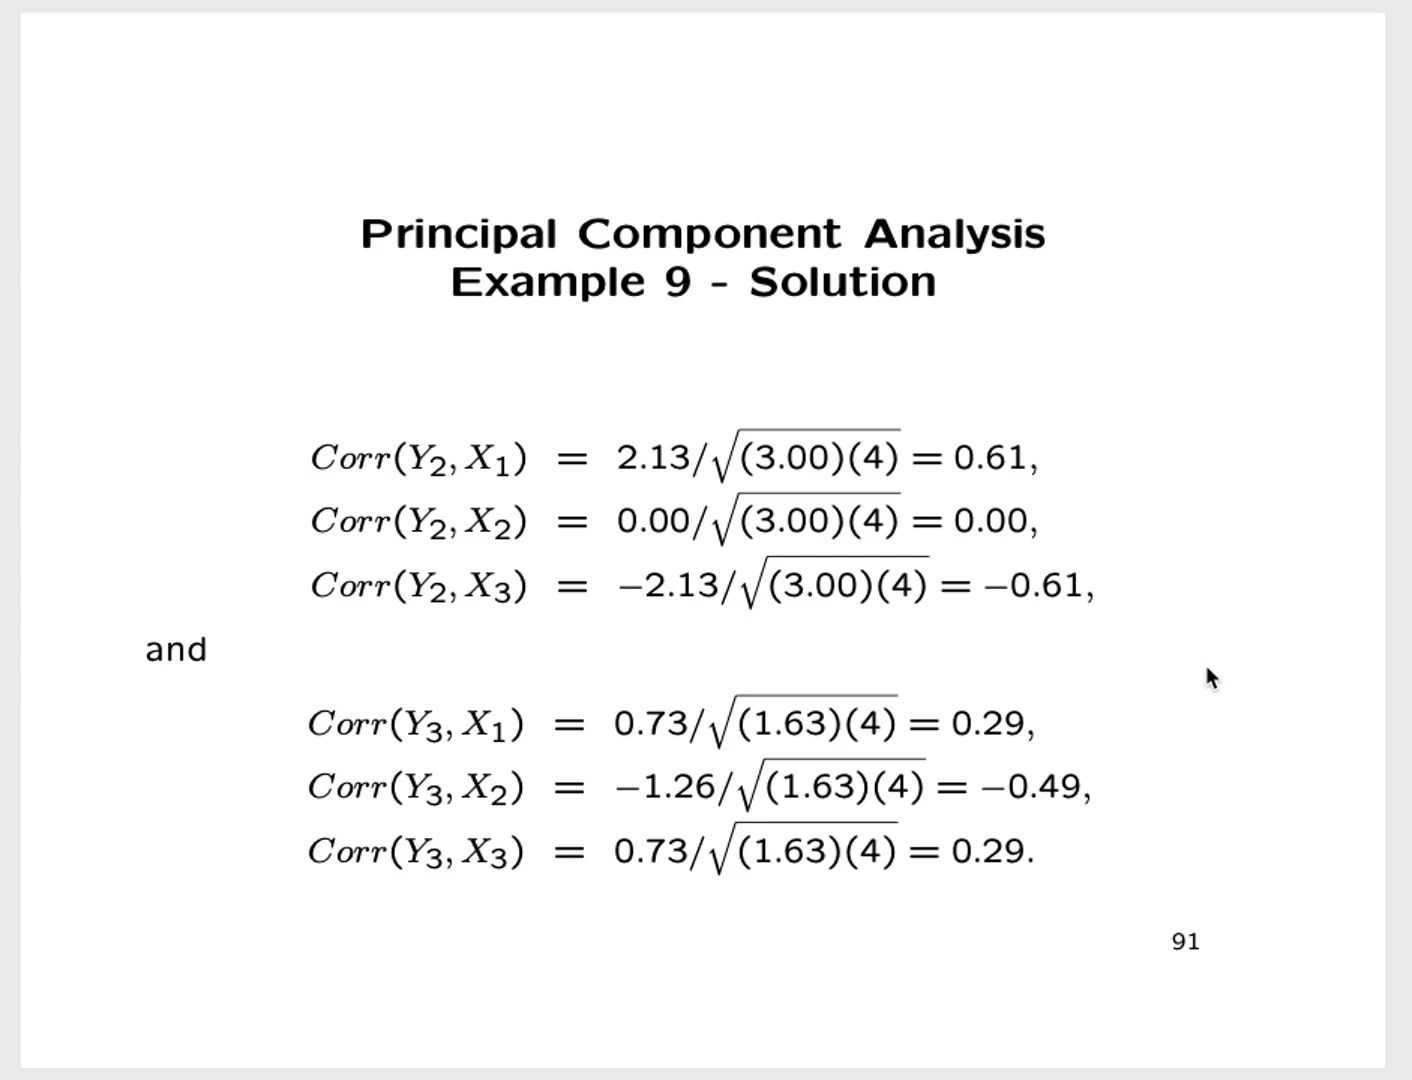 Principal Component Analysis
Example 9 - Solution
Corr(Y₂, X₁) = 2.13/√(3.00)(4) = 0.61,
Corr(Y₂, X₂) = 0.00/√(3.00)(4) = 0.00,
Corr(Y₂, X₃) = −2.13/√(3.00)(4) = −0.61,
and
Corr(Y₃, X₁) = 0.73/√(1.63)(4) = 0.29,
Corr(Y₃, X₂) = −1.26/√(1.63)(4) = −0.49,
Corr(Y₃, X₃) = 0.73/√(1.63)(4) = 0.29.
91